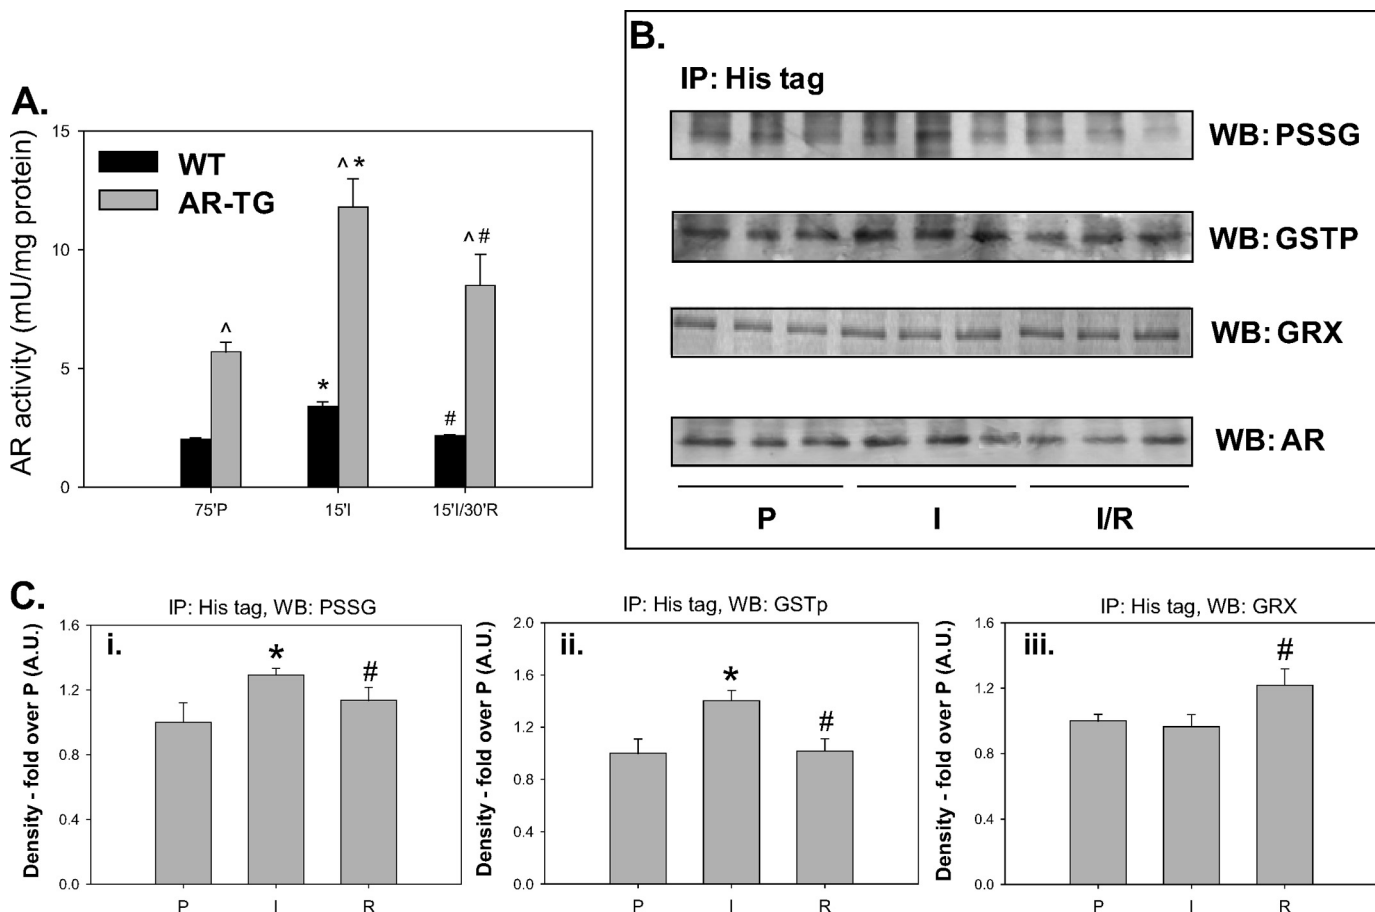 A.
AR activity (mU/mg protein)
15
10
5
0
WT
AR-TG
^
*
^ *
#
^ #
75'P
15'I
15'I/30'R
B.
IP: His tag
WB: PSSG
WB: GSTP
WB: GRX
WB: AR
P
I
I/R
C.
IP: His tag, WB: PSSG
i.
Density - fold over P (A.U.)
1.6
1.2
0.8
0.4
0.0
*
#
P
I
R
IP: His tag, WB: GSTp
ii.
Density - fold over P (A.U.)
2.0
1.6
1.2
0.8
0.4
0.0
*
#
P
I
R
IP: His tag, WB: GRX
iii.
Density - fold over P (A.U.)
1.6
1.2
0.8
0.4
0.0
#
P
I
R